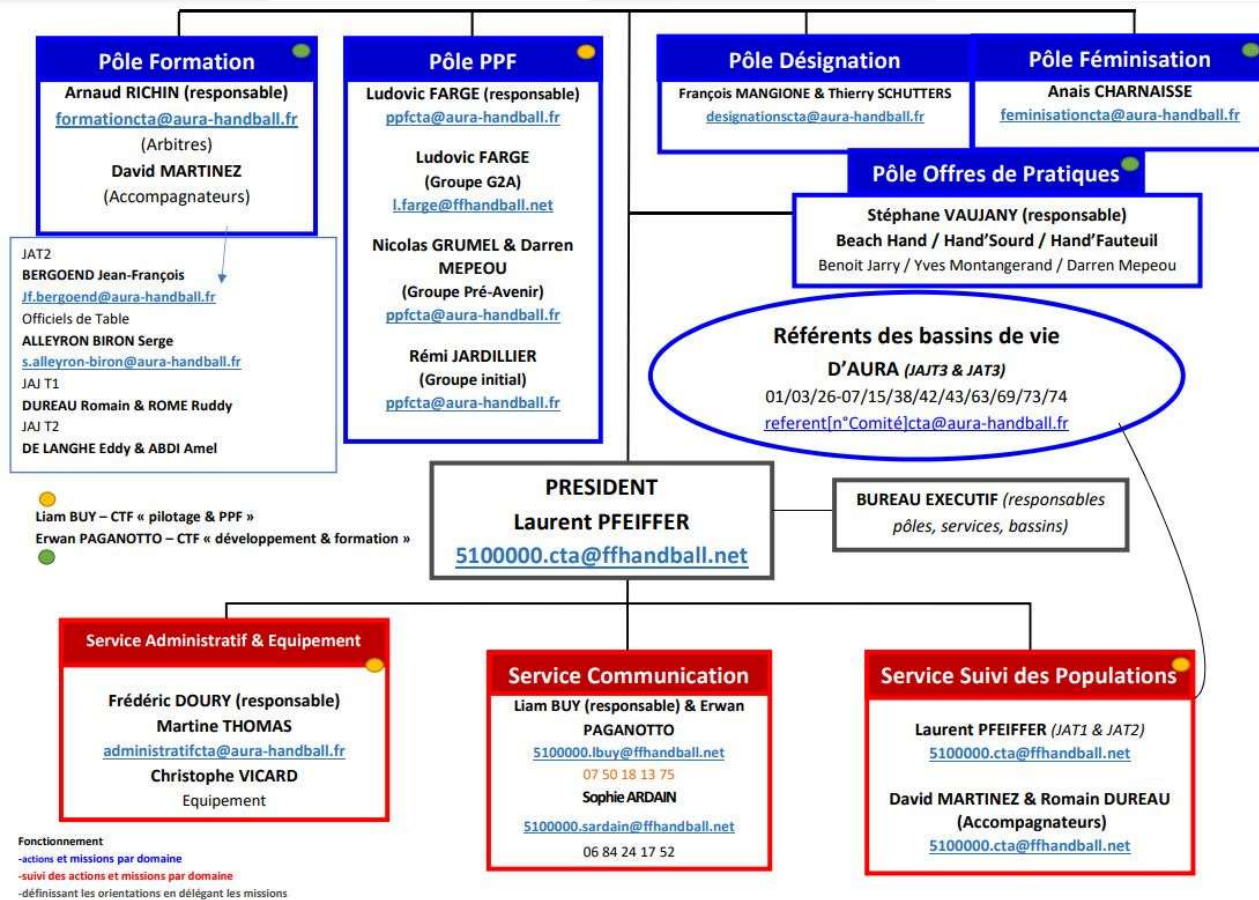 Pôle Formation
Arnaud RICHIN (responsable)
formationcta@aura-handball.fr
(Arbitres)
David MARTINEZ
(Accompagnateurs)
JAT2
BERGOEND Jean-François
Jf.bergoend@aura-handball.fr
Officiels de Table
ALLEYRON BIRON Serge
s.alleyron-biron@aura-handball.fr
JAJ T1
DUREAU Romain & ROME Ruddy
JAJ T2
DE LANGHE Eddy & ABDI Amel
Pôle PPF
Ludovic FARGE (responsable)
ppfcta@aura-handball.fr
Ludovic FARGE
(Groupe G2A)
l.farge@ffhandball.net
Nicolas GRUMEL & Darren
MEPEOU
(Groupe Pré-Avenir)
ppfcta@aura-handball.fr
Rémi JARDILLIER
(Groupe initial)
ppfcta@aura-handball.fr
Pôle Désignation
François MANGIONE & Thierry SCHUTTERS
designationscta@aura-handball.fr
Pôle Féminisation
Anais CHARNAISSE
feminisationcta@aura-handball.fr
Pôle Offres de Pratiques
Stéphane VAUJANY (responsable)
Beach Hand / Hand'Sourd / Hand'Fauteuil
Benoit Jarry / Yves Montangerand / Darren Mepeou
Référents des bassins de vie
D'AURA (JAJT3 & JAT3)
01/03/26-07/15/38/42/43/63/69/73/74
referent[n°Comité]cta@aura-handball.fr
Liam BUY – CTF « pilotage & PPF »
Erwan PAGANOTTO – CTF « développement & formation »
PRESIDENT
Laurent PFEIFFER
5100000.cta@ffhandball.net
BUREAU EXECUTIF (responsables
pôles, services, bassins)
Service Administratif & Equipement
Frédéric DOURY (responsable)
Martine THOMAS
administratifcta@aura-handball.fr
Christophe VICARD
Equipement
Service Communication
Liam BUY (responsable) & Erwan
PAGANOTTO
5100000.lbuy@ffhandball.net
07 50 18 13 75
Sophie ARDAIN
5100000.sardain@ffhandball.net
06 84 24 17 52
Service Suivi des Populations
Laurent PFEIFFER (JAT1 & JAT2)
5100000.cta@ffhandball.net
David MARTINEZ & Romain DUREAU
(Accompagnateurs)
5100000.cta@ffhandball.net
Fonctionnement
-actions et missions par domaine
-suivi des actions et missions par domaine
-définissant les orientations en délégant les missions